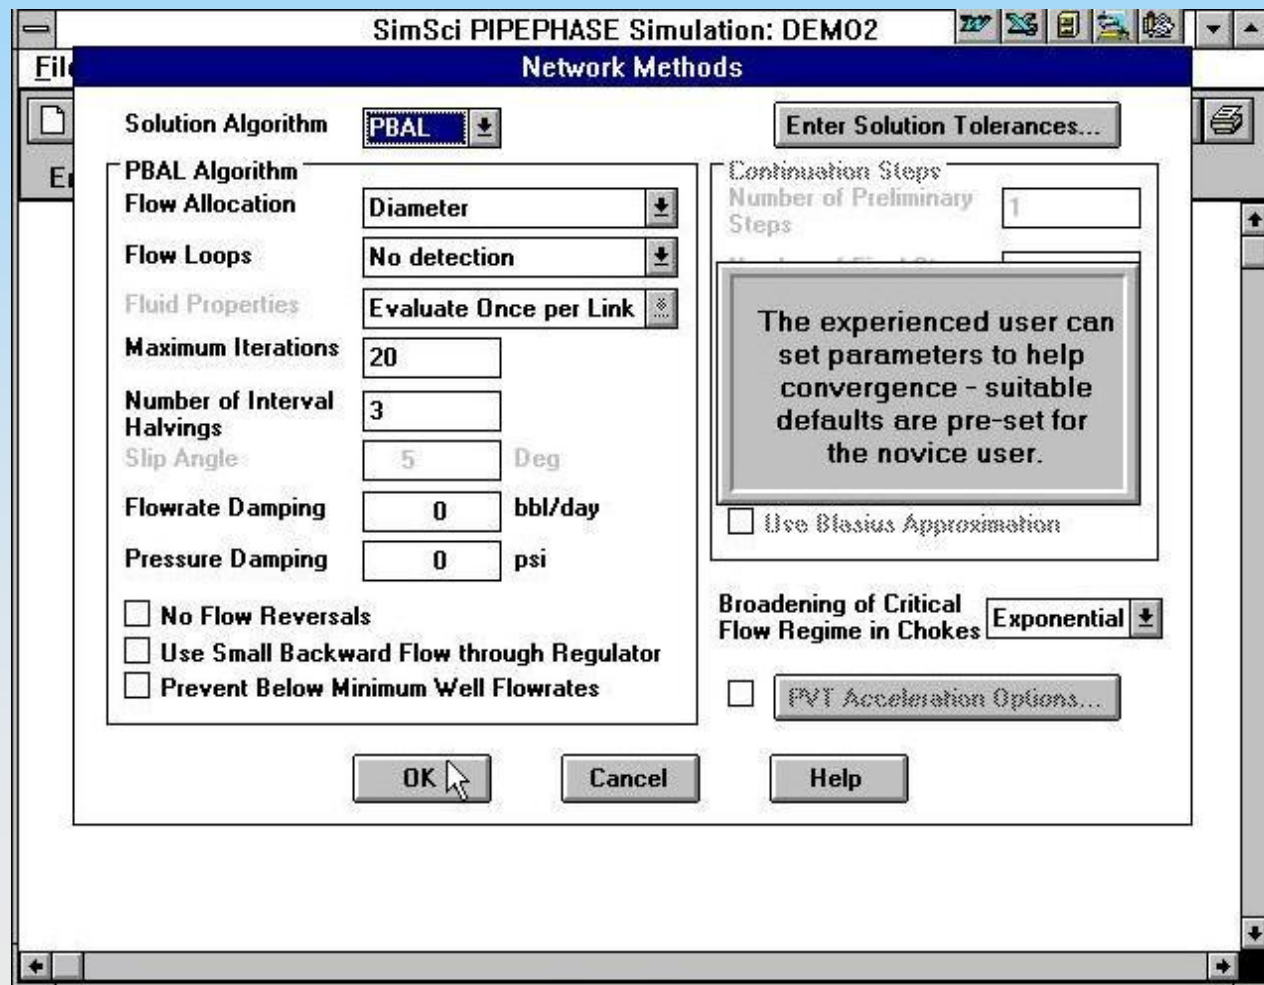 SimSci PIPEPHASE Simulation: DEMO2
Network Methods
Solution Algorithm
PBAL
Enter Solution Tolerances...
PBAL Algorithm
Flow Allocation
Diameter
Flow Loops
No detection
Fluid Properties
Evaluate Once per Link
Maximum Iterations
20
Number of Interval
Halvings
3
Slip Angle
5
Deg
Flowrate Damping
0
bbl/day
Pressure Damping
0
psi
No Flow Reversals
Use Small Backward Flow through Regulator
Prevent Below Minimum Well Flowrates
Continuation Steps
Number of Preliminary
Steps
1
The experienced user can
set parameters to help
convergence - suitable
defaults are pre-set for
the novice user.
Use Blasius Approximation
Broadening of Critical
Flow Regime in Chokes
Exponential
PVT Acceleration Options...
OK
Cancel
Help